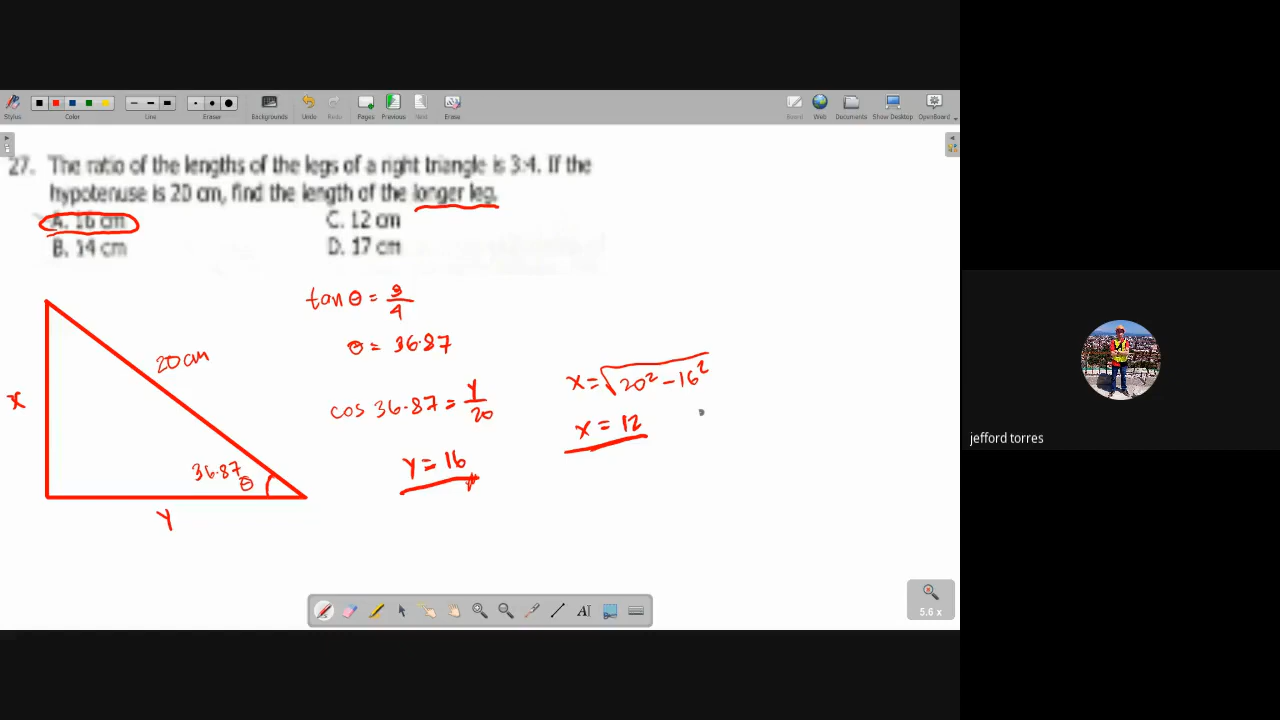 Stylus
Color
Line
Eraser
Backgrounds
Undo
Redo
Pages
Previous
Next
Erase
Board
Web
Documents
Show Desktop
OpenBoard
27. The ratio of the lengths of the legs of a right triangle is 3:4. If the
hypotenuse is 20 cm, find the length of the longer leg.
A. 16 cm
C. 12 cm
B. 14 cm
D. 17 cm
tan θ = 3/4
θ = 36.87
20 cm
x = √20² - 16²
x
cos 36.87 = y/20
x = 12
y = 16
36.87
θ
y
jefford torres
AI
5.6 x